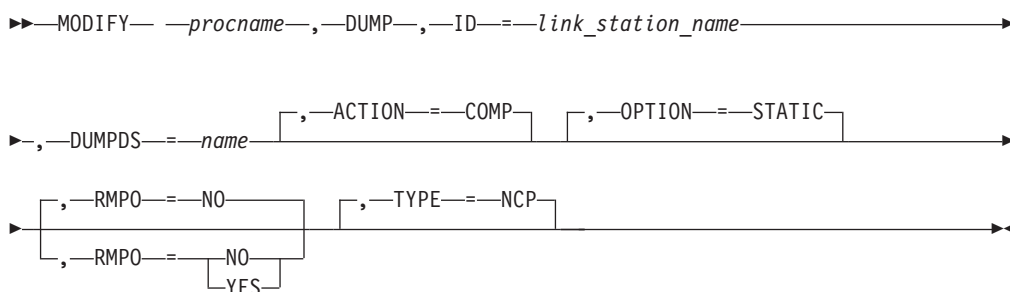 MODIFY procname , DUMP , ID = link_station_name
, ACTION = COMP , OPTION = STATIC
, DUMPDS = name
, RMPO = NO , TYPE = NCP
, RMPO = NO
YES